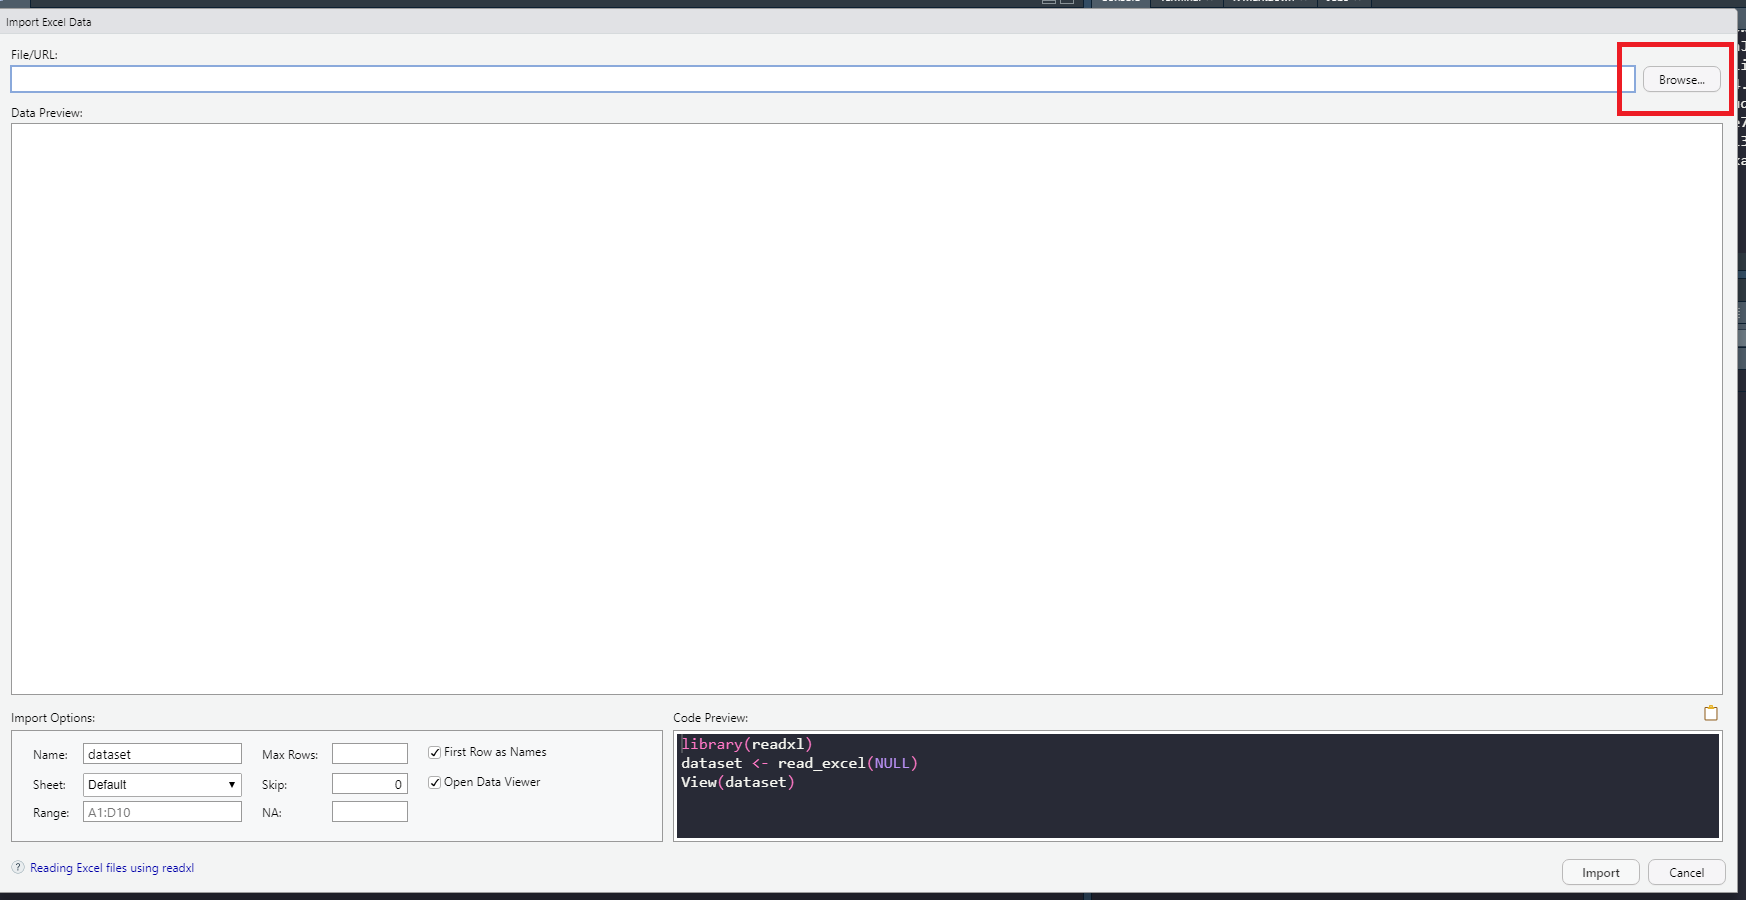 Import Excel Data
File/URL:
Browse...
Data Preview:
Import Options:
Name: dataset Max Rows: First Row as Names
Sheet: Default Skip: 0 Open Data Viewer
Range: A1:D10 NA:
Code Preview:
library(readxl)
dataset <- read_excel(NULL)
View(dataset)
? Reading Excel files using readxl
Import Cancel